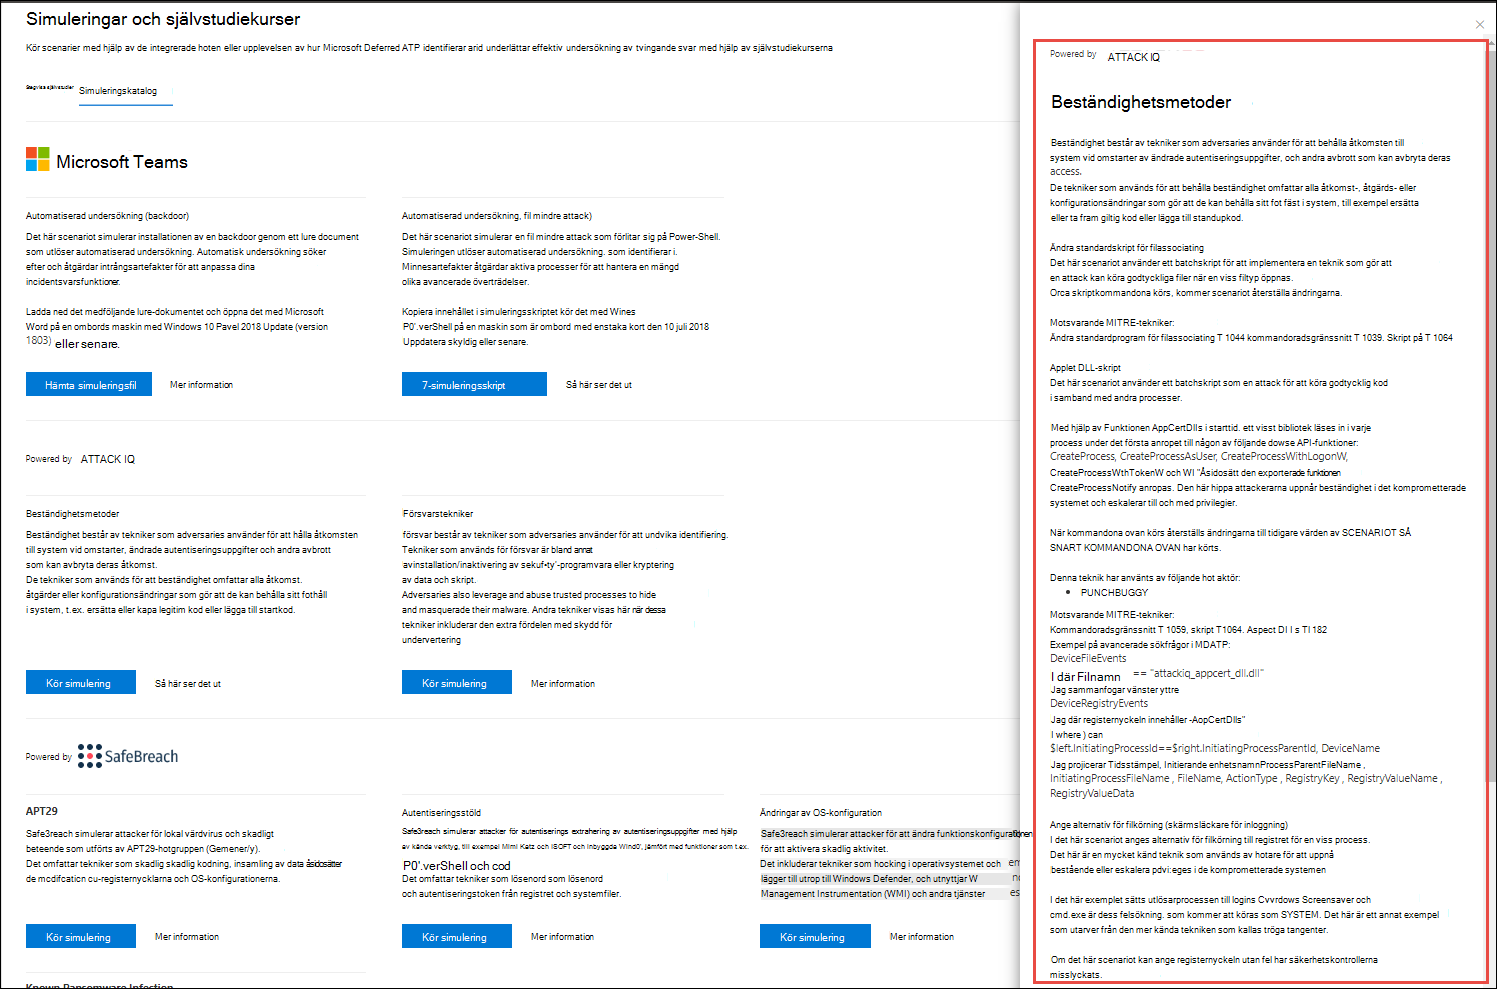 Simuleringar och självstudiekurser
Kör scenarier med hjälp av de integrerade hoten eller upplevelsen av hur Microsoft Deferred ATP identifierar arid underlättar effektiv undersökning av tvingande svar med hjälp av självstudiekurserna
Stegvisa självstudier
Simuleringskatalog
Microsoft Teams
Automatiserad undersökning (backdoor)
Det här scenariot simulerar installationen av en backdoor genom ett lure document
som utlöser automatiserad undersökning. Automatisk undersökning söker
efter och åtgärdar intrångsartefakter för att anpassa dina
incidentsvarsfunktioner.
Ladda ned det medföljande lure-dokumentet och öppna det med Microsoft
Word på en ombords maskin med Windows 10 Pavel 2018 Update (version
1803) eller senare.
Hämta simuleringsfil
Mer information
Automatiserad undersökning, fil mindre attack)
Det här scenariot simulerar en fil mindre attack som förlitar sig på Power-Shell.
Simuleringen utlöser automatiserad undersökning. som identifierar i.
Minnesartefakter åtgärdar aktiva processer för att hantera en mängd
olika avancerade överträdelser.
Kopiera innehållet i simuleringsskriptet kör det med Wines
P0'.verShell på en maskin som är ombord med enstaka kort den 10 juli 2018
Uppdatera skyldig eller senare.
7-simuleringsskript
Så här ser det ut
Powered by ATTACK IQ
Beständighetsmetoder
Beständighet består av tekniker som adversaries använder för att hålla åtkomsten
till system vid omstarter, ändrade autentiseringsuppgifter och andra avbrott
som kan avbryta deras åtkomst.
De tekniker som används för att beständighet omfattar alla åtkomst.
åtgärder eller konfigurationsändringar som gör att de kan behålla sitt fothåll
i system, t.ex. ersätta eller kapa legitim kod eller lägga till startkod.
Kör simulering
Så här ser det ut
Försvarstekniker
försvar består av tekniker som adversaries använder för att undvika identifiering.
Tekniker som används för försvar är bland annat
avinstallation/inaktivering av sekuf•ty'-programvara eller kryptering
av data och skript.
Adversaries also leverage and abuse trusted processes to hide
and masquerade their malware. Andra tekniker visas här när dessa
tekniker inkluderar den extra fördelen med skydd för
undervertering
Kör simulering
Mer information
Powered by SafeBreach
APT29
Safe3reach simulerar attacker för lokal värdvirus och skadligt
beteende som utförts av APT29-hotgruppen (Gemener/y).
Det omfattar tekniker som skadlig skadlig kodning, insamling av data åsidosätter
de mcdifcation cu-registernycklarna och OS-konfigurationerna.
Kör simulering
Mer information
Autentiseringsstöld
Safe3reach simulerar attacker för autentiserings extrahering av autentiseringsuppgifter med hjälp
av kända verktyg, till exempel Mimi Katz och ISOFT och Inbyggda Wind0', jämfört med funktioner som t.ex.
P0'.verShell och cod
Det omfattar tekniker som lösenord som lösenord
och autentiseringstoken från registret och systemfiler.
Kör simulering
Mer information
Ändringar av OS-konfiguration
Safe3reach simulerar attacker för att ändra funktionskonfigurationen
för att aktivera skadlig aktivitet.
Det inkluderar tekniker som hocking i operativsystemet och
lägger till utrop till Windows Defender, och utnyttjar W
Management Instrumentation (WMI) och andra tjänster
Kör simulering
Mer information
Known Ransomware Infection
Powered by ATTACK IQ
Beständighetsmetoder
Beständighet består av tekniker som adversaries använder för att behålla åtkomsten till
system vid omstarter av ändrade autentiseringsuppgifter, och andra avbrott som kan avbryta deras
access.
De tekniker som används för att behålla beständighet omfattar alla åtkomst-, åtgärds- eller
konfigurationsändringar som gör att de kan behålla sitt fot fäst i system, till exempel ersätta
eller ta fram giltig kod eller lägga till standupkod.
Ändra standardskript för filassociating
Det här scenariot använder ett batchskript för att implementera en teknik som gör att
en attack kan köra godtyckliga filer när en viss filtyp öppnas.
Orca skriptkommandona körs, kommer scenariot återställa ändringarna.
Motsvarande MITRE-tekniker:
Ändra standardprogram för filassociating T 1044 kommandoradsgränssnitt T 1039. Skript på T 1064
Applet DLL-skript
Det här scenariot använder ett batchskript som en attack för att köra godtycklig kod
i samband med andra processer.
Med hjälp av Funktionen AppCertDlls i starttid. ett visst bibliotek läses in i varje
process under det första anropet till någon av följande dowse API-funktioner:
CreateProcess, CreateProcessAsUser, CreateProcessWithLogonW,
CreateProcessWthTokenW och WI "Åsidosätt den exporterade funktionen
CreateProcessNotify anropas. Den här hippa attackerarna uppnår beständighet i det komprometterade
systemet och eskalerar till och med privilegier.
När kommandona ovan körs återställs ändringarna till tidigare värden av SCENARIOT SÅ
SNART KOMMANDONA OVAN har körts.
Denna teknik har använts av följande hot aktör:
• PUNCHBUGGY
Motsvarande MITRE-tekniker:
Kommandoradsgränssnitt T 1059, skript T1064. Aspect DI I s TI 182
Exempel på avancerade sökfrågor i MDATP:
DeviceFileEvents
I där Filnamn == "attackiq_appcert_dll.dll"
Jag sammanfogar vänster yttre
DeviceRegistryEvents
Jag där registernyckeln innehåller -AopCertDlls"
I where ) can
$left.InitiatingProcessId==$right.InitiatingProcessParentId, DeviceName
Jag projicerar Tidsstämpel, Initierande enhetsnamnProcessParentFileName ,
InitiatingProcessFileName , FileName, ActionType , RegistryKey , RegistryValueName ,
RegistryValueData
Ange alternativ för filkörning (skärmsläckare för inloggning)
I det här scenariot anges alternativ för filkörning till registret för en viss process.
Det här är en mycket känd teknik som används av hotare för att uppnå
bestående eller eskalera pdvi:eges i de komprometterade systemen
I det här exemplet sätts utlösarprocessen till logins Cvvrdows Screensaver och
cmd.exe är dess felsökning. som kommer att köras som SYSTEM. Det här är ett annat exempel
som utarver från den mer kända tekniken som kallas tröga tangenter.
Om det här scenariot kan ange registernyckeln utan fel har säkerhetskontrollerna
misslyckats.